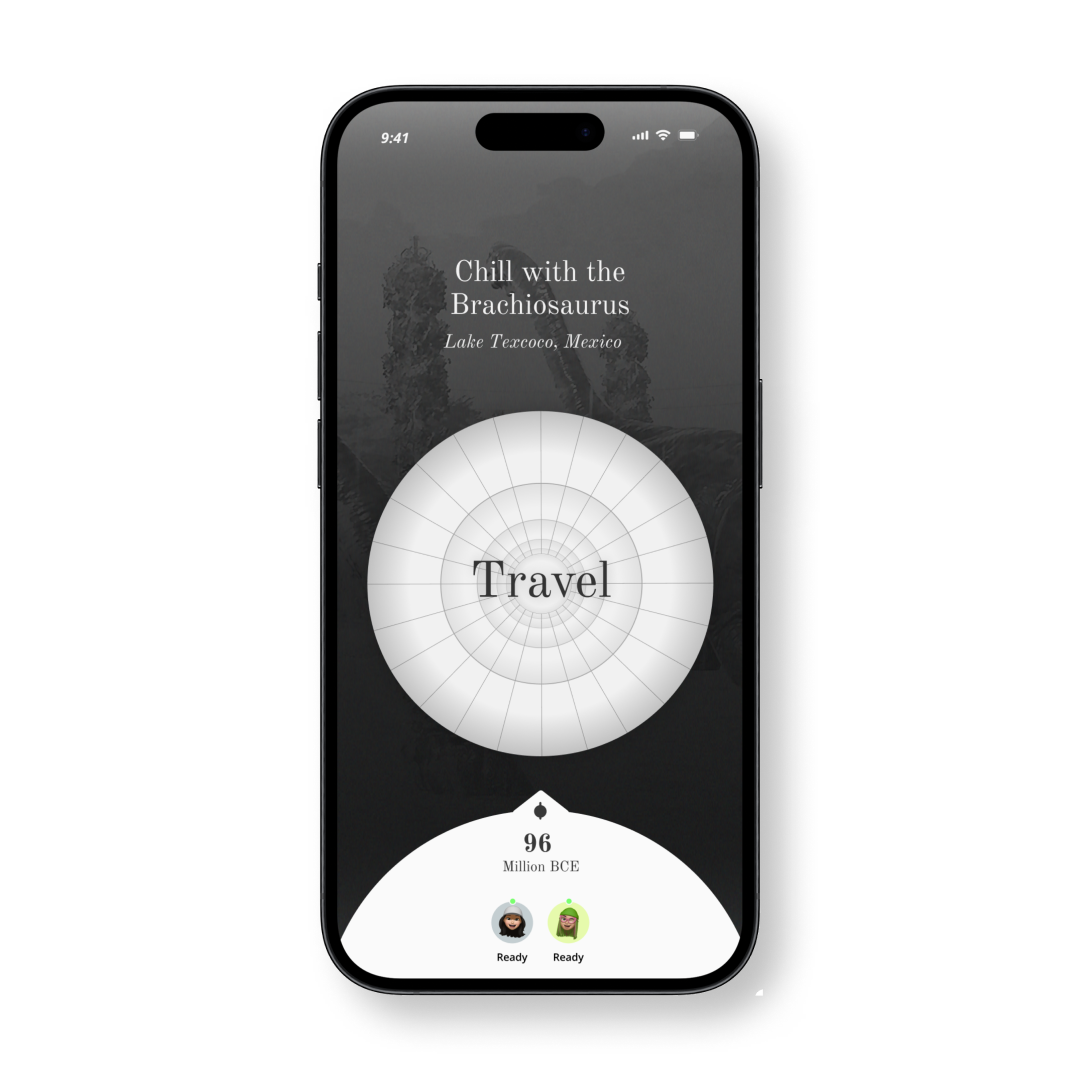 9:41
Chill with the
Brachiosaurus
Lake Texcoco, Mexico
Travel
96
Million BCE
Ready Ready